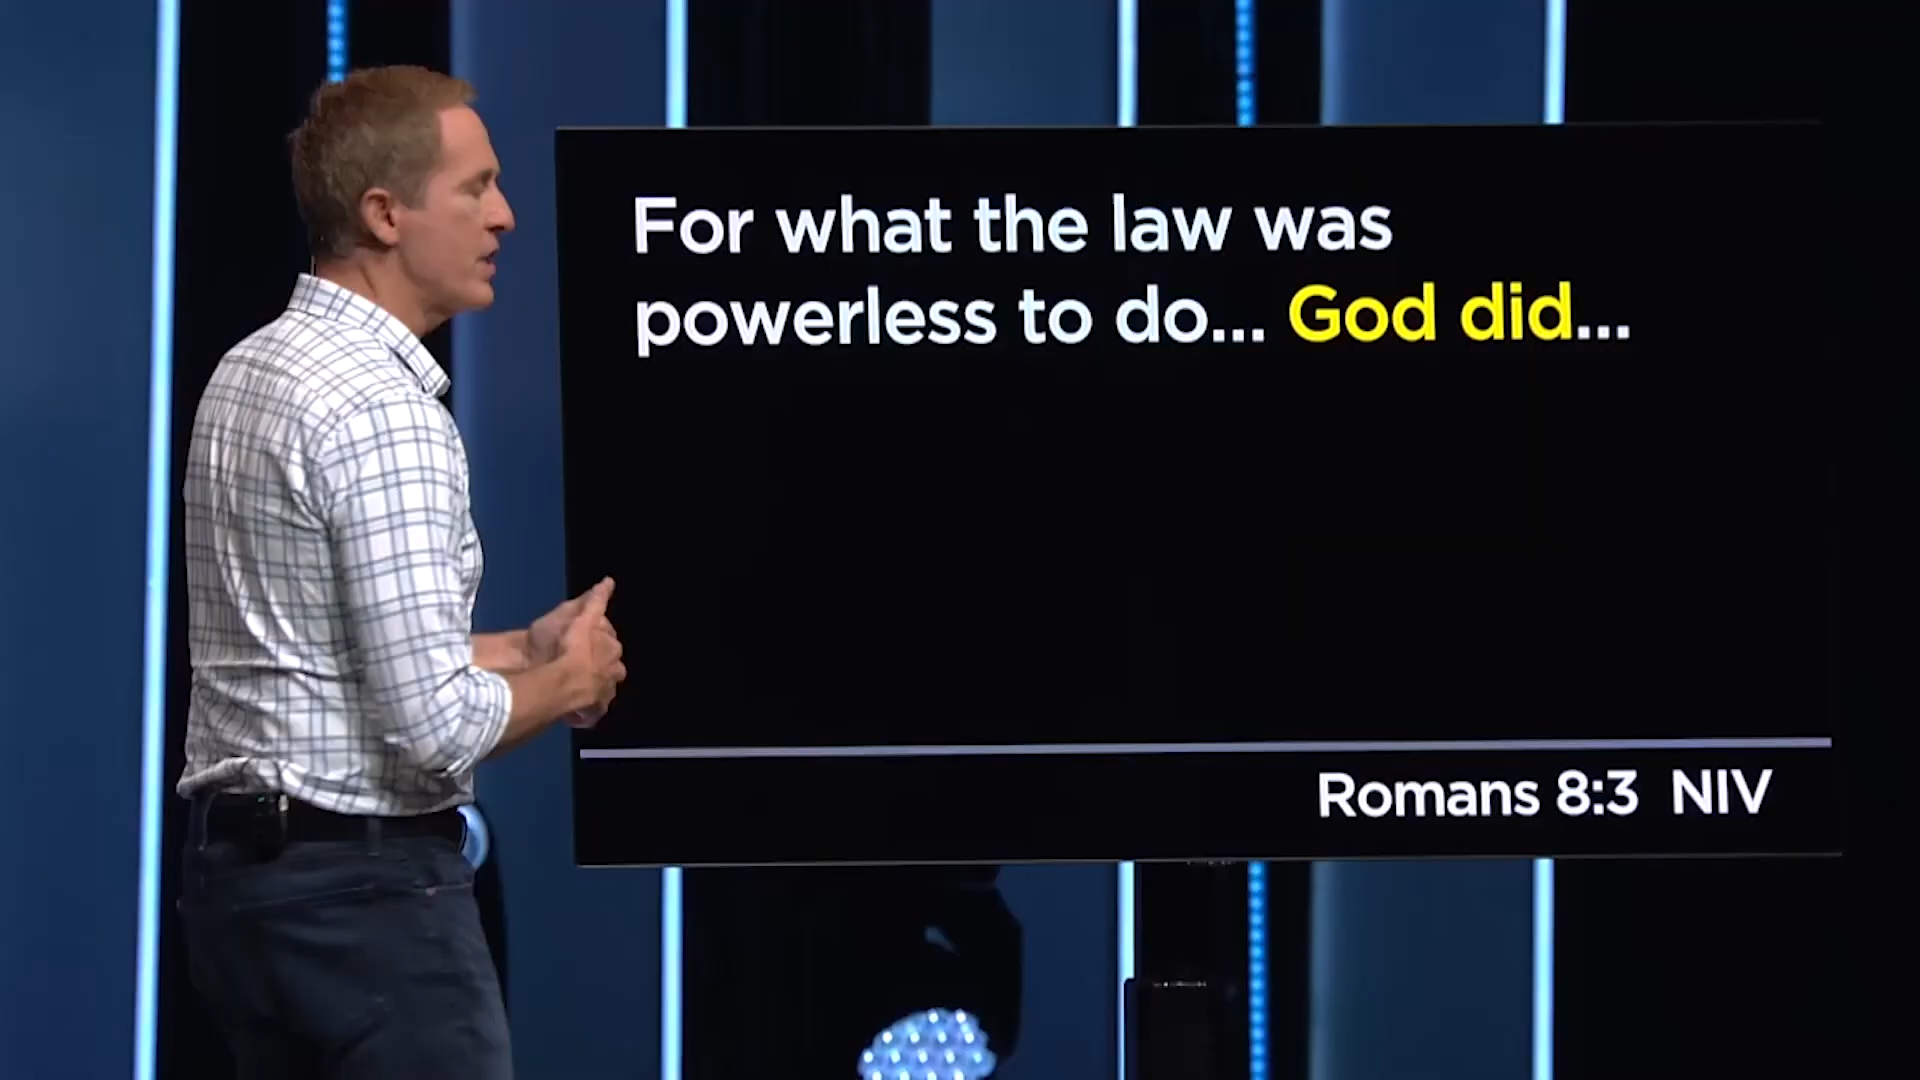 For what the law was
powerless to do... God did...
Romans 8:3 NIV